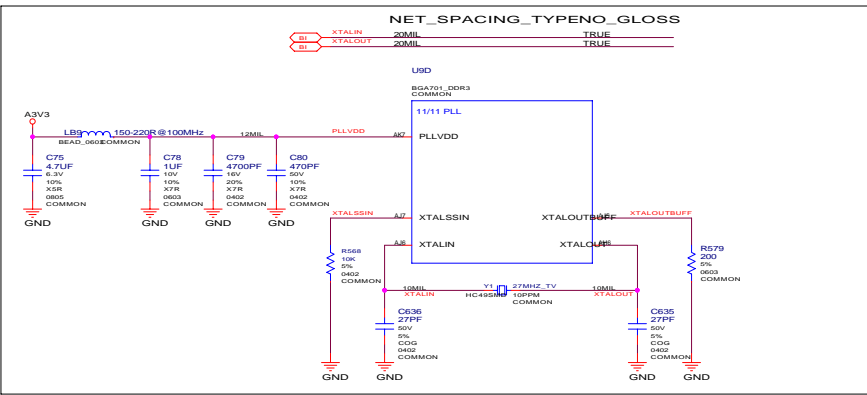 NET_SPACING_TYPENO_GLOSS
BI XTALIN 20MIL TRUE
BI XTALOUT 20MIL TRUE
U9D
BGA701_DDR3
COMMON
11/11 PLL
A3V3
LB9 150-220R@100MHz 12MIL PLLVDD AK7 PLLVDD
BEAD_0603 COMMON
C75
4.7UF
6.3V
10%
X5R
0805
COMMON
GND
C78
1UF
10V
10%
X7R
0603
COMMON
GND
C79
4700PF
16V
20%
X7R
0402
COMMON
GND
C80
470PF
50V
10%
X7R
0402
COMMON
GND
XTALSSIN AJ7 XTALSSIN XTALOUTBUFF XTALOUTBUFF
AJ6 XTALIN XTALOUT
R568
10K
5%
0402
COMMON
GND
R579
200
5%
0603
COMMON
GND
10MIL Y1 27MHZ_TV 10MIL
XTALIN 10PPM XTALOUT
COMMON
C636
27PF
50V
5%
COG
0402
COMMON
GND
C635
27PF
50V
5%
COG
0402
COMMON
GND